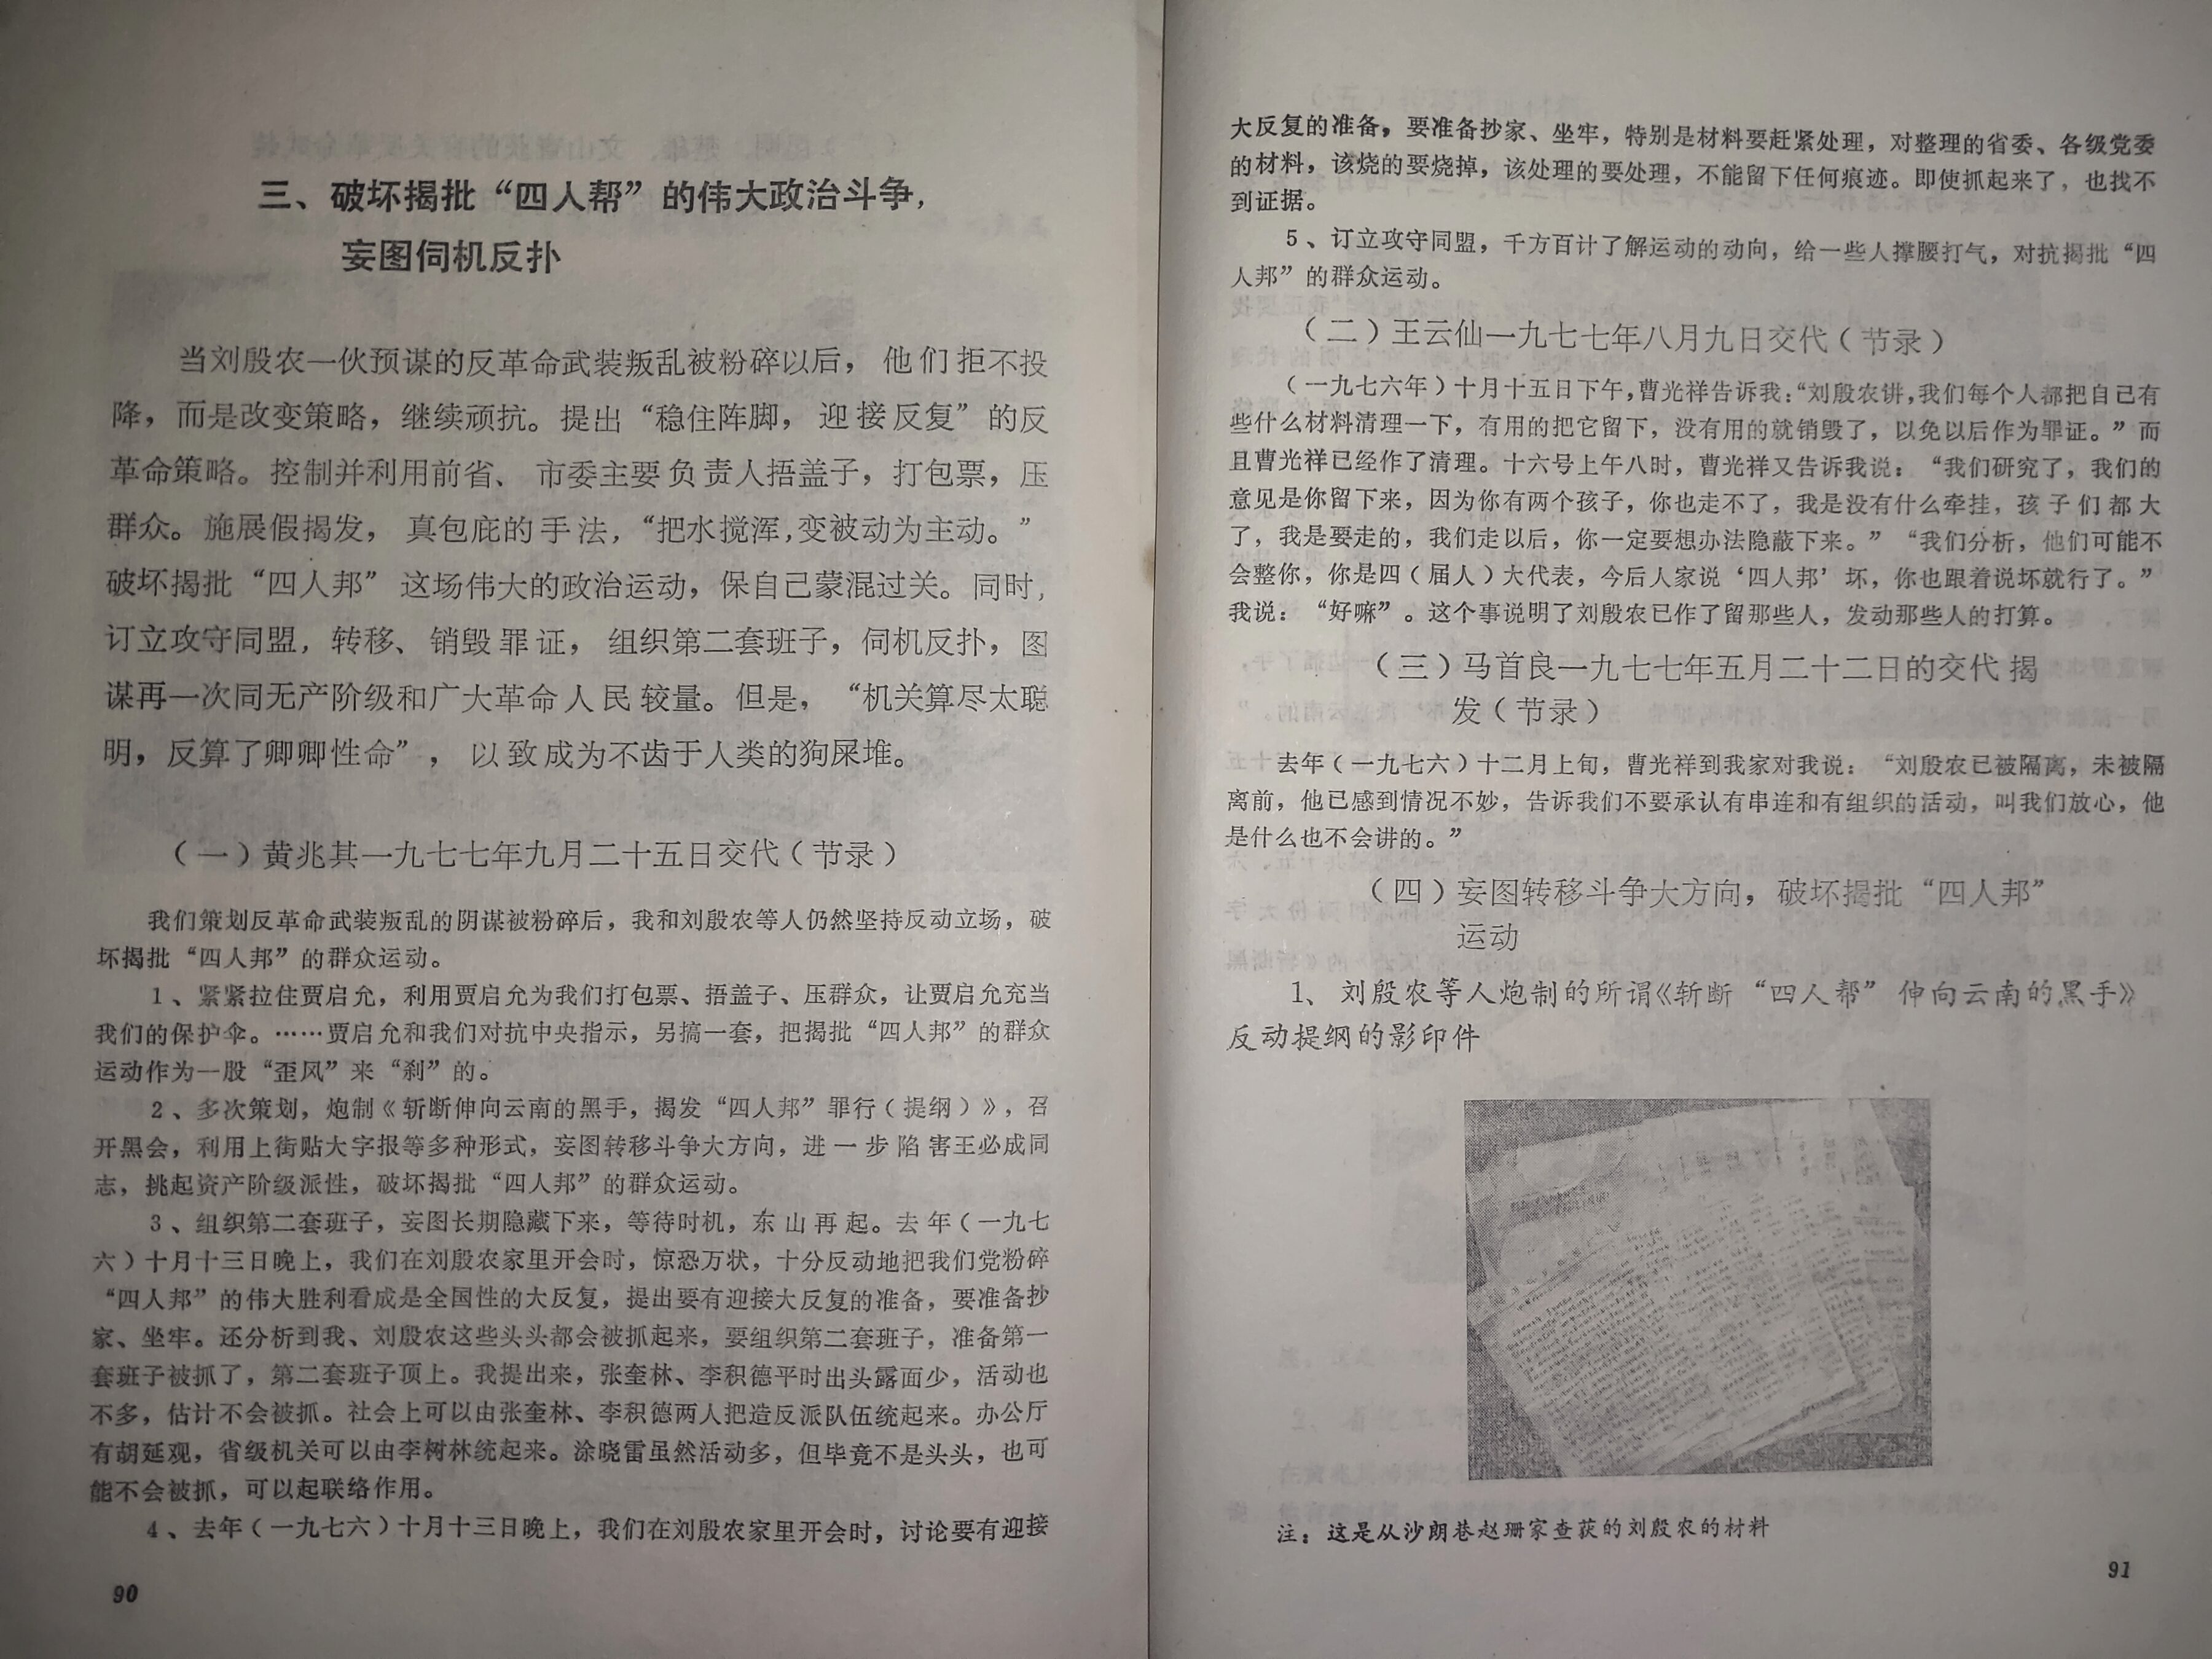 三、破坏揭批“四人帮”的伟大政治斗争，
妄图伺机反扑
当刘殷农一伙预谋的反革命武装叛乱被粉碎以后，他们拒不投
降，而是改变策略，继续顽抗。提出“稳住阵脚，迎接反复”的反
革命策略。控制并利用前省、市委主要负责人捂盖子，打包票，压
群众。施展假揭发，真包庇的手法，“把水搅浑，变被动为主动。”
破坏揭批“四人邦”这场伟大的政治运动，保自己蒙混过关。同时，
订立攻守同盟，转移、销毁罪证，组织第二套班子，伺机反扑，图
谋再一次同无产阶级和广大革命人民较量。但是，“机关算尽太聪
明，反算了卿卿性命”，以致成为不齿于人类的狗屎堆。
（一）黄兆其一九七七年九月二十五日交代（节录）
我们策划反革命武装叛乱的阴谋被粉碎后，我和刘殷农等人仍然坚持反动立场，破
坏揭批“四人邦”的群众运动。
1、紧紧拉住贾启允，利用贾启允为我们打包票、捂盖子、压群众，让贾启允充当
我们的保护伞。……贾启允和我们对抗中央指示，另搞一套，把揭批“四人邦”的群众
运动作为一股“歪风”来“刹”的。
2、多次策划，炮制《斩断伸向云南的黑手，揭发“四人邦”罪行（提纲）》，召
开黑会，利用上街贴大字报等多种形式，妄图转移斗争大方向，进一步陷害王必成同
志，挑起资产阶级派性，破坏揭批“四人邦”的群众运动。
3、组织第二套班子，妄图长期隐藏下来，等待时机，东山再起。去年（一九七
六）十月十三日晚上，我们在刘殷农家里开会时，惊恐万状，十分反动地把我们党粉碎
“四人邦”的伟大胜利看成是全国性的大反复，提出要有迎接大反复的准备，要准备抄
家、坐牢。还分析到我、刘殷农这些头头都会被抓起来，要组织第二套班子，准备第一
套班子被抓了，第二套班子顶上。我提出来，张奎林、李积德平时出头露面少，活动也
不多，估计不会被抓。社会上可以由张奎林、李积德两人把造反派队伍统起来。办公厅
有胡延观，省级机关可以由李树林统起来。涂晓雷虽然活动多，但毕竟不是头头，也可
能不会被抓，可以起联络作用。
4、去年（一九七六）十月十三日晚上，我们在刘殷农家里开会时，讨论要有迎接
90
大反复的准备，要准备抄家、坐牢，特别是材料要赶紧处理，对整理的省委、各级党委
的材料，该烧的要烧掉，该处理的要处理，不能留下任何痕迹。即使抓起来了，也找不
到证据。
5、订立攻守同盟，千方百计了解运动的动向，给一些人撑腰打气，对抗揭批“四
人邦”的群众运动。
（二）王云仙一九七七年八月九日交代（节录）
（一九七六年）十月十五日下午，曹光祥告诉我：“刘殷农讲，我们每个人都把自己有
些什么材料清理一下，有用的把它留下，没有用的就销毁了，以免以后作为罪证。”而
且曹光祥已经作了清理。十六号上午八时，曹光祥又告诉我说：“我们研究了，我们的
意见是你留下来，因为你有两个孩子，你也走不了，我是没有什么牵挂，孩子们都大
了，我是要走的，我们走以后，你一定要想办法隐蔽下来。”“我们分析，他们可能不
会整你，你是四（届人）大代表，今后人家说‘四人邦’坏，你也跟着说坏就行了。”
我说：“好嘛”。这个事说明了刘殷农已作了留那些人，发动那些人的打算。
（三）马首良一九七七年五月二十二日的交代揭
发（节录）
去年（一九七六）十二月上旬，曹光祥到我家对我说：“刘殷农已被隔离，未被隔
离前，他已感到情况不妙，告诉我们不要承认有串连和有组织的活动，叫我们放心，他
是什么也不会讲的。”
（四）妄图转移斗争大方向，破坏揭批“四人邦”
运动
1、刘殷农等人炮制的所谓《斩断“四人帮”伸向云南的黑手》
反动提纲的影印件
注：这是从沙朗巷赵珊家查获的刘殷农的材料
91